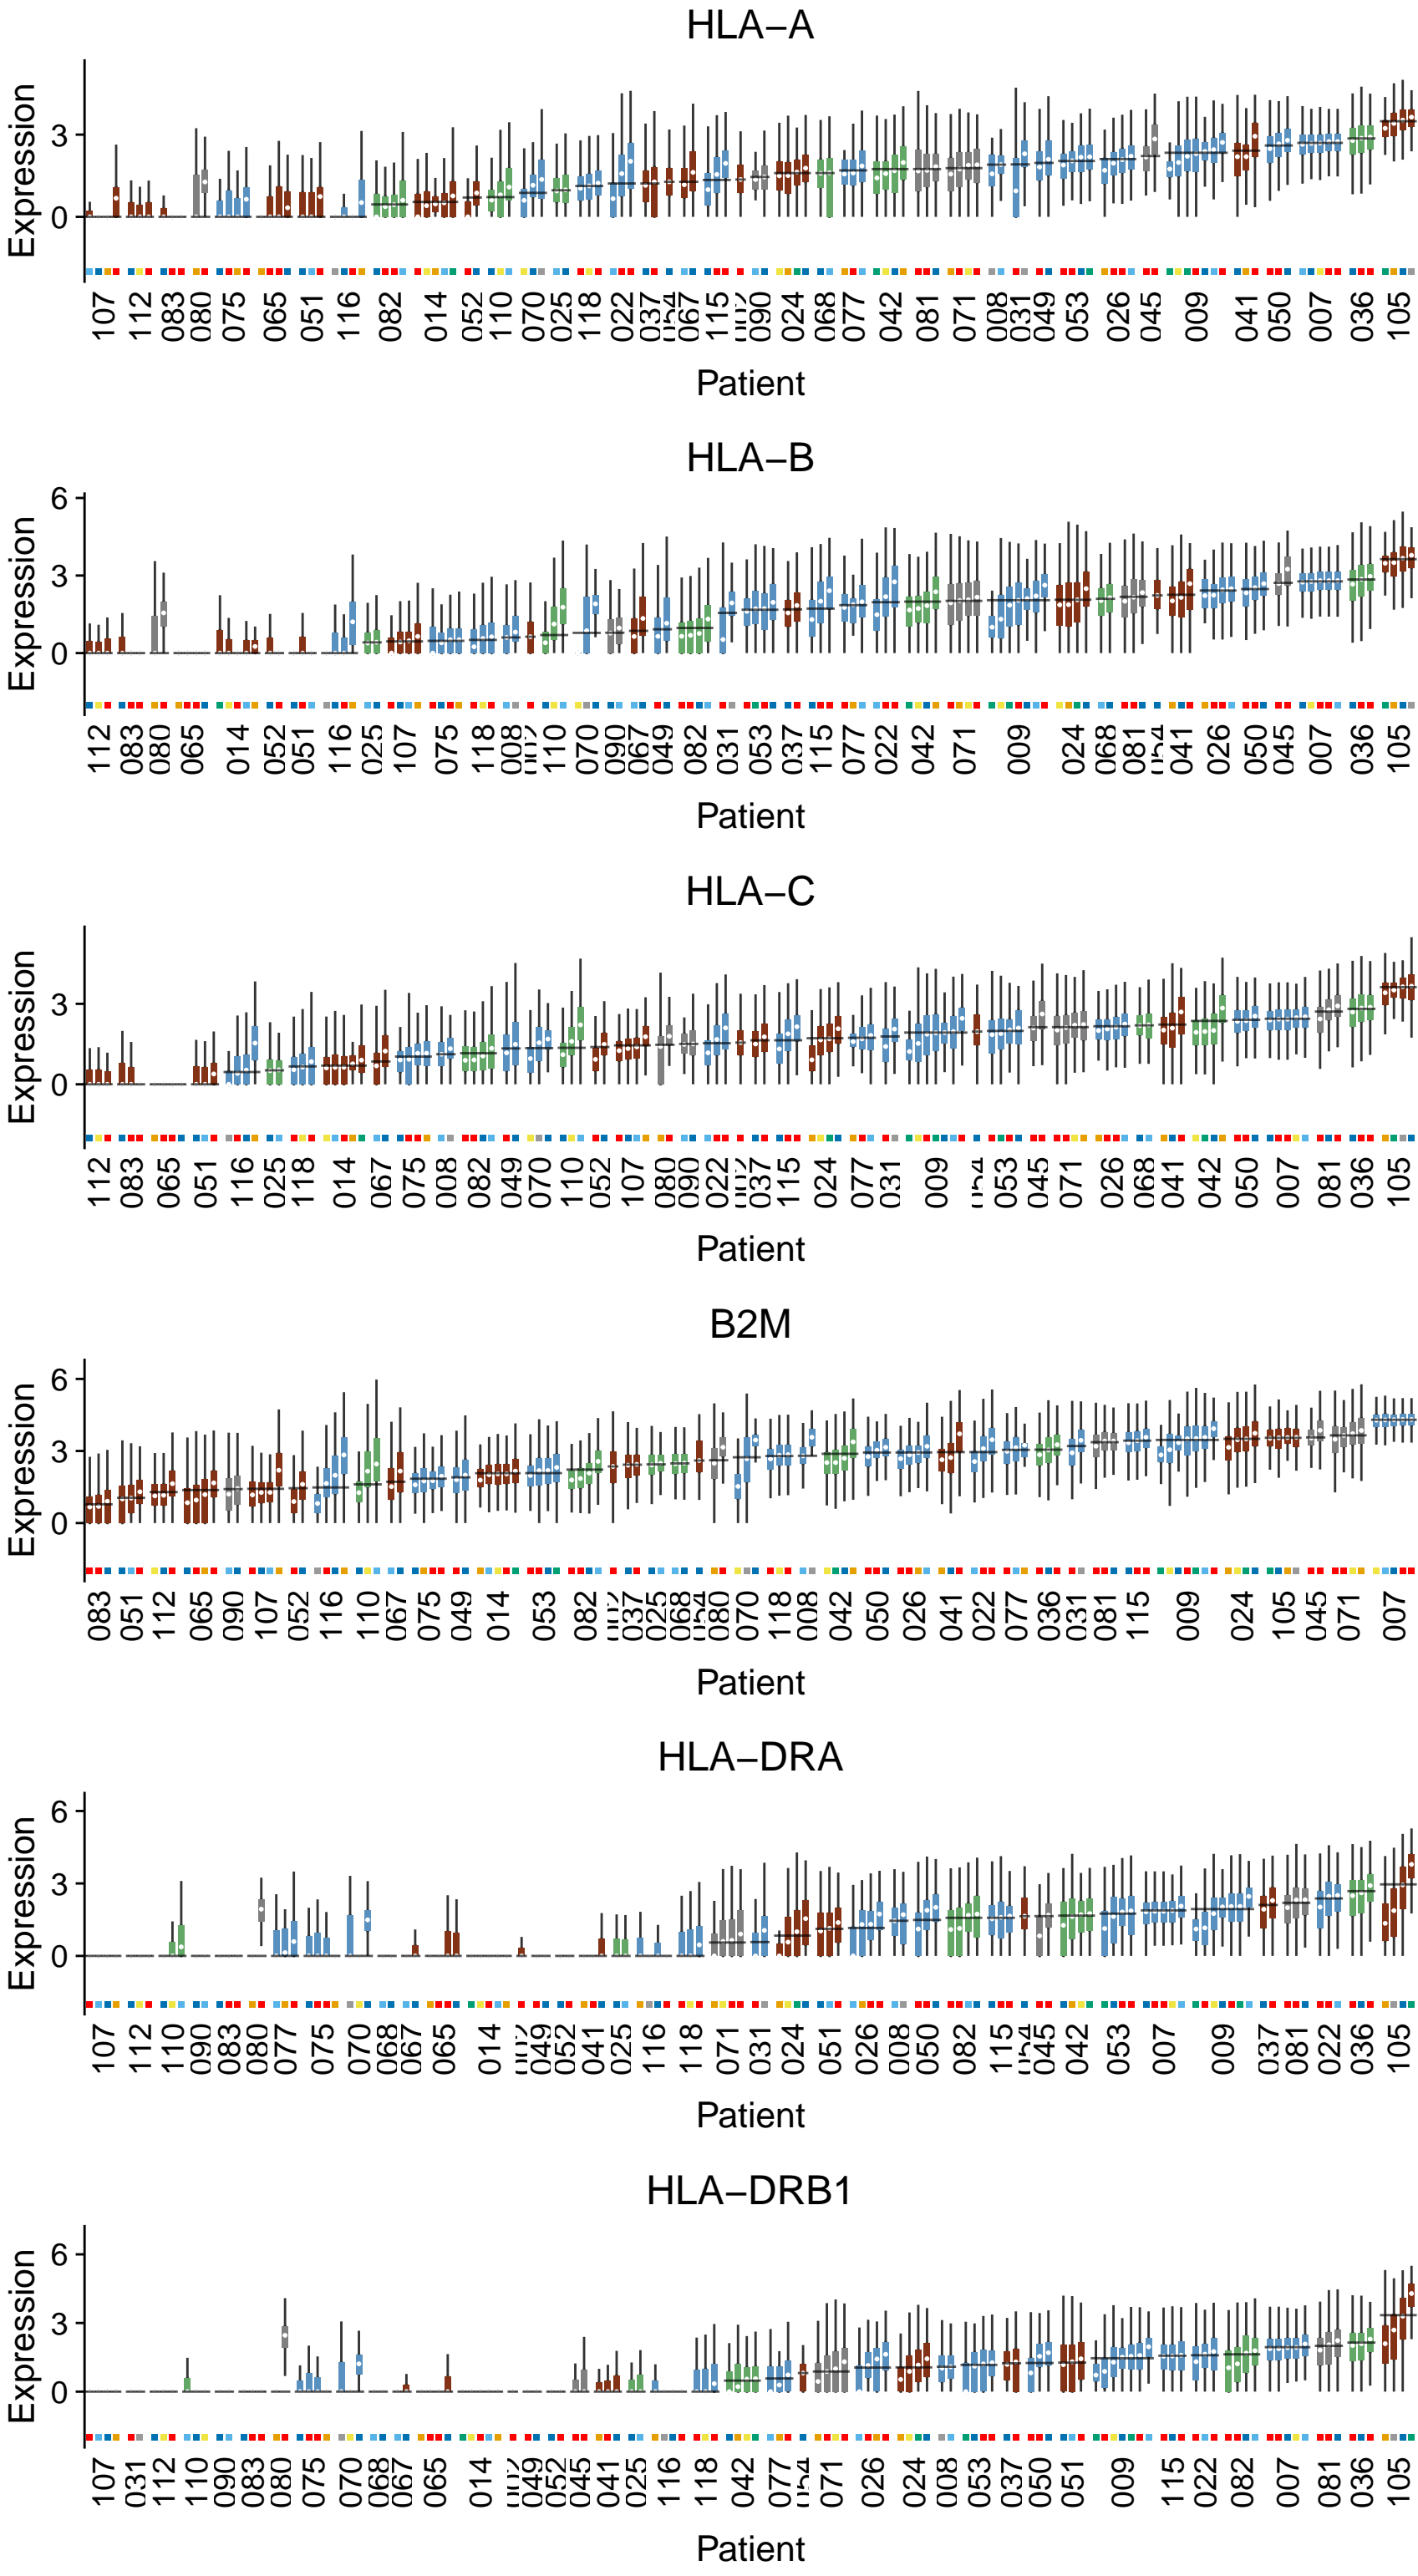 HLA−A
Expression
3
0
107 112 083 080 075 065 051 116 082 014 052 110 070 025 118 022 037 054 067 115 002 090 024 068 077 042 081 071 008 031 049 053 026 045 009 041 050 007 036 105
Patient
HLA−B
Expression
6
3
0
112 083 080 065 014 052 051 116 025 107 075 118 008 002 110 070 090 067 049 082 031 053 037 115 077 022 042 071 009 024 068 081 054 041 026 050 045 007 036 105
Patient
HLA−C
Expression
3
0
112 083 065 051 116 025 118 014 067 075 008 082 049 070 110 052 107 080 090 022 002 037 115 024 077 031 009 054 053 045 071 026 068 041 042 050 007 081 036 105
Patient
B2M
Expression
6
3
0
083 051 112 065 090 107 052 116 110 067 075 049 014 053 082 002 037 025 068 054 080 070 118 008 042 050 026 041 022 077 036 031 081 115 009 024 105 045 071 007
Patient
HLA−DRA
Expression
6
3
0
107 112 110 090 083 080 077 075 070 068 067 065 014 002 049 052 041 025 116 118 071 031 024 051 026 008 050 082 115 054 045 042 053 007 009 037 081 022 036 105
Patient
HLA−DRB1
Expression
6
3
0
107 031 112 110 090 083 080 075 070 068 067 065 014 002 049 052 045 041 025 116 118 042 077 054 071 026 024 008 053 037 050 051 009 115 022 082 007 081 036 105
Patient